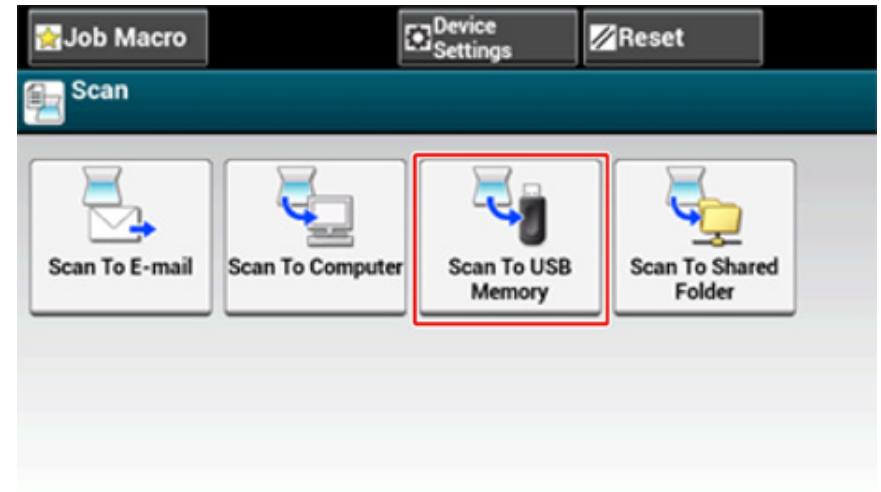 Job Macro
Device
Settings
Reset
Scan
Scan To E-mail
Scan To Computer
Scan To USB
Memory
Scan To Shared
Folder